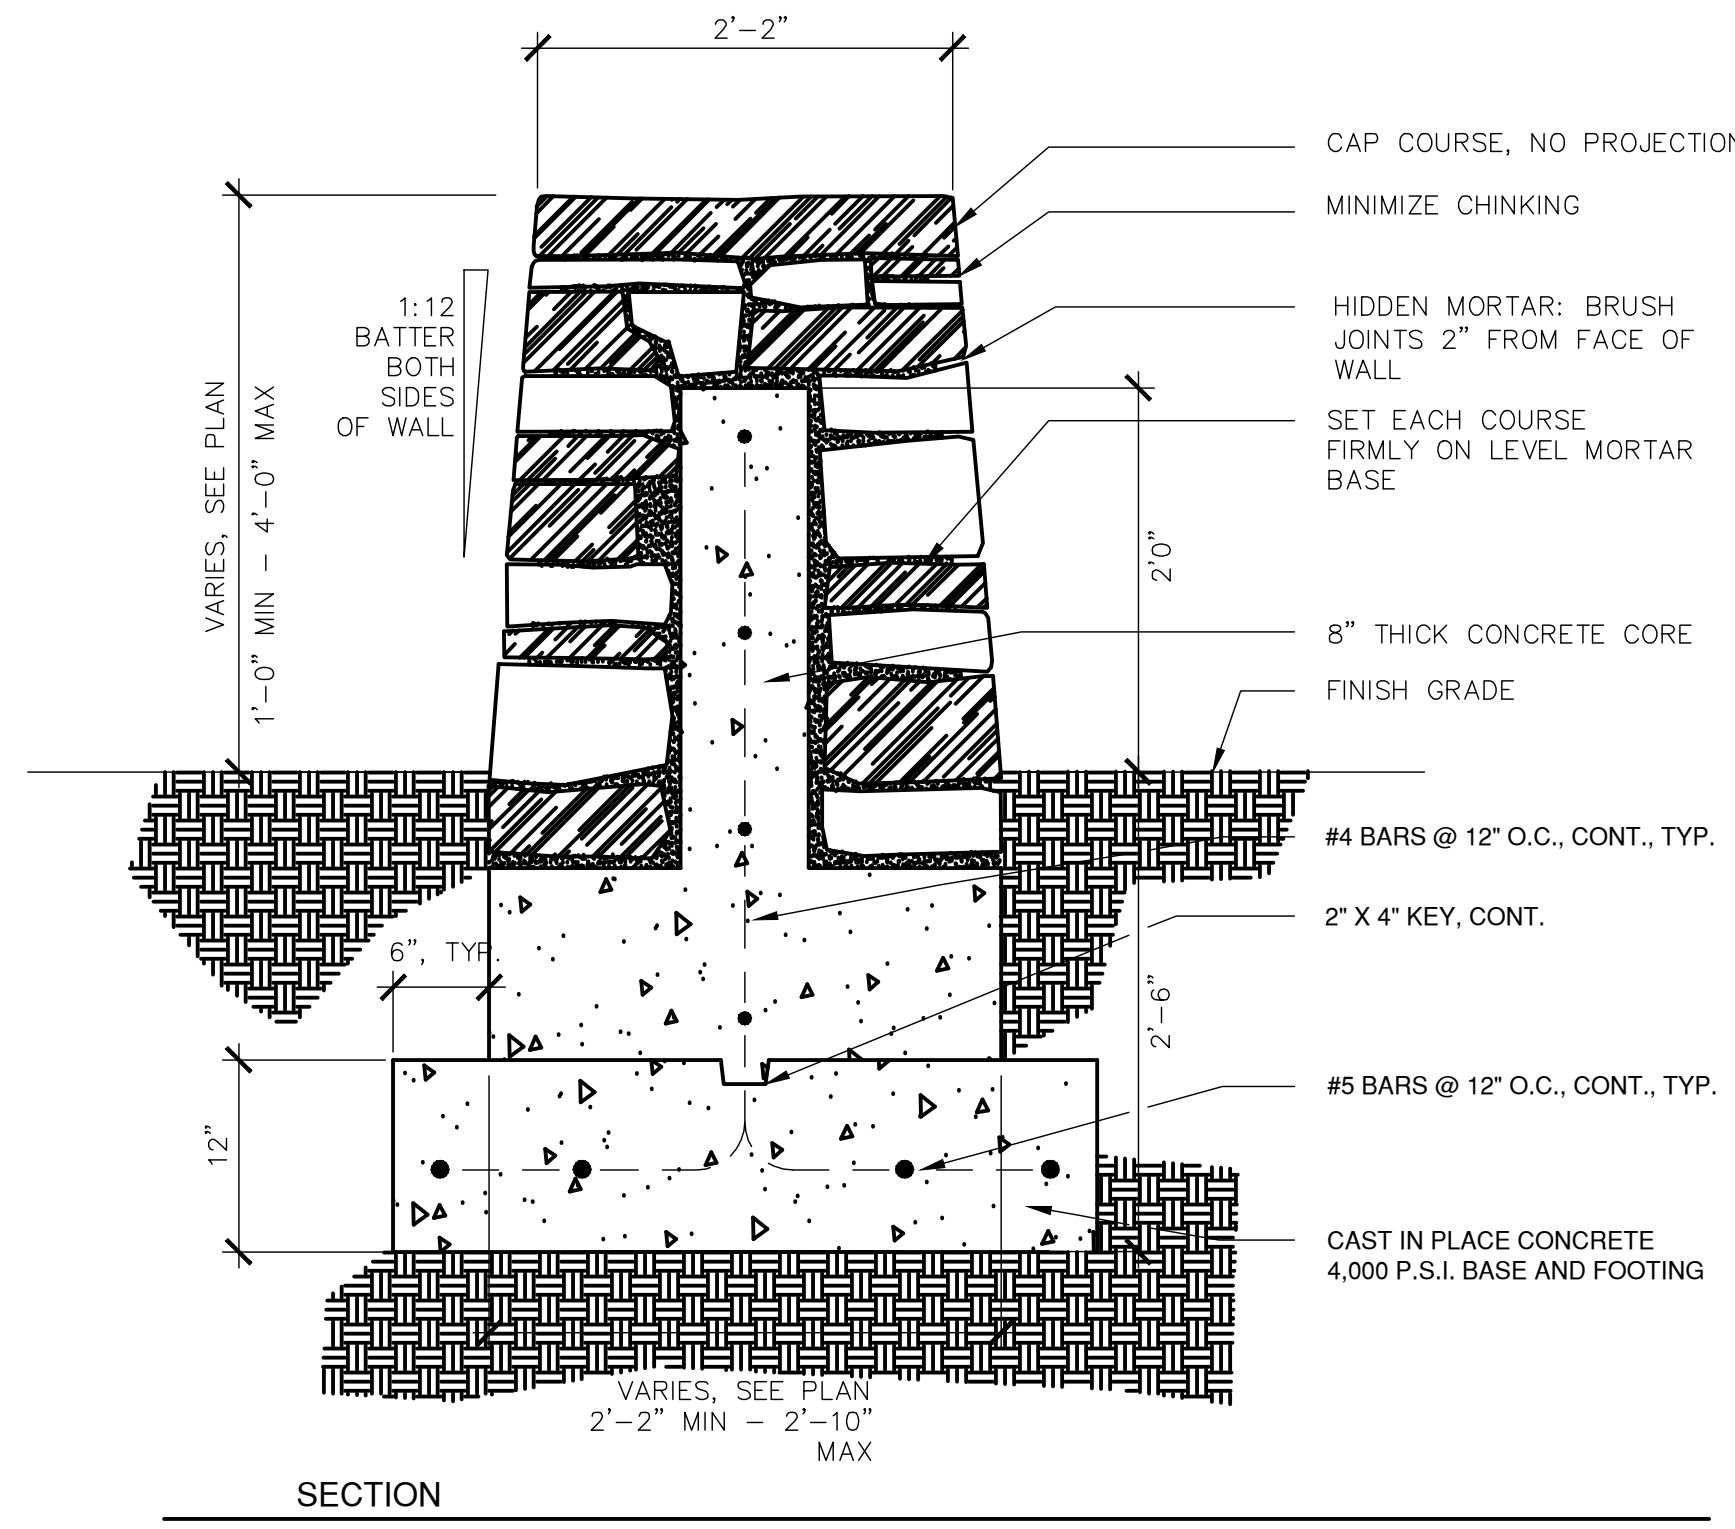 2'-2"
CAP COURSE, NO PROJECTION
MINIMIZE CHINKING
HIDDEN MORTAR: BRUSH
JOINTS 2" FROM FACE OF
WALL
SET EACH COURSE
FIRMLY ON LEVEL MORTAR
BASE
1:12
BATTER
BOTH
SIDES
OF WALL
VARIES, SEE PLAN
1'-0" MIN - 4'-0" MAX
2'0"
8" THICK CONCRETE CORE
FINISH GRADE
#4 BARS @ 12" O.C., CONT., TYP.
2" X 4" KEY, CONT.
6", TYP.
2'-6"
12"
#5 BARS @ 12" O.C., CONT., TYP.
CAST IN PLACE CONCRETE
4,000 P.S.I. BASE AND FOOTING
VARIES, SEE PLAN
2'-2" MIN - 2'-10"
MAX
SECTION